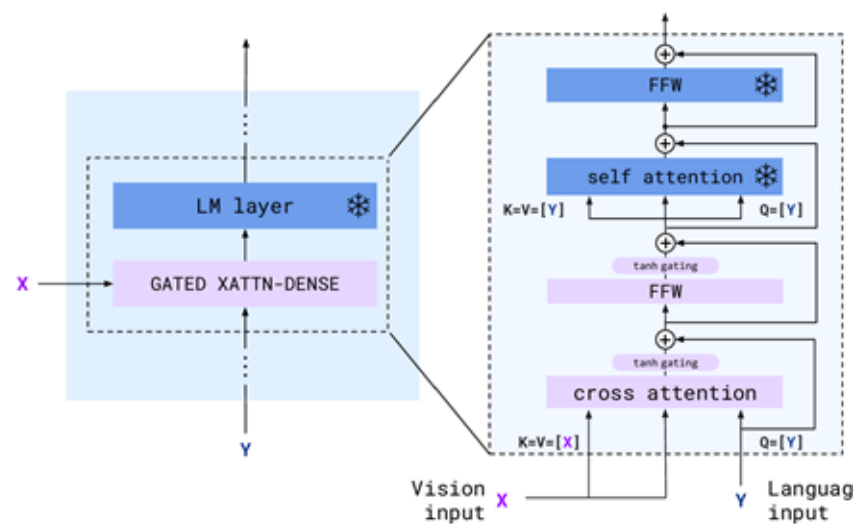 LM layer
X
GATED XATTN-DENSE
Y
FFW
self attention
K=V=[Y]
Q=[Y]
tanh gating
FFW
tanh gating
cross attention
K=V=[X]
Q=[Y]
Vision
input
X
Y
Languag
input